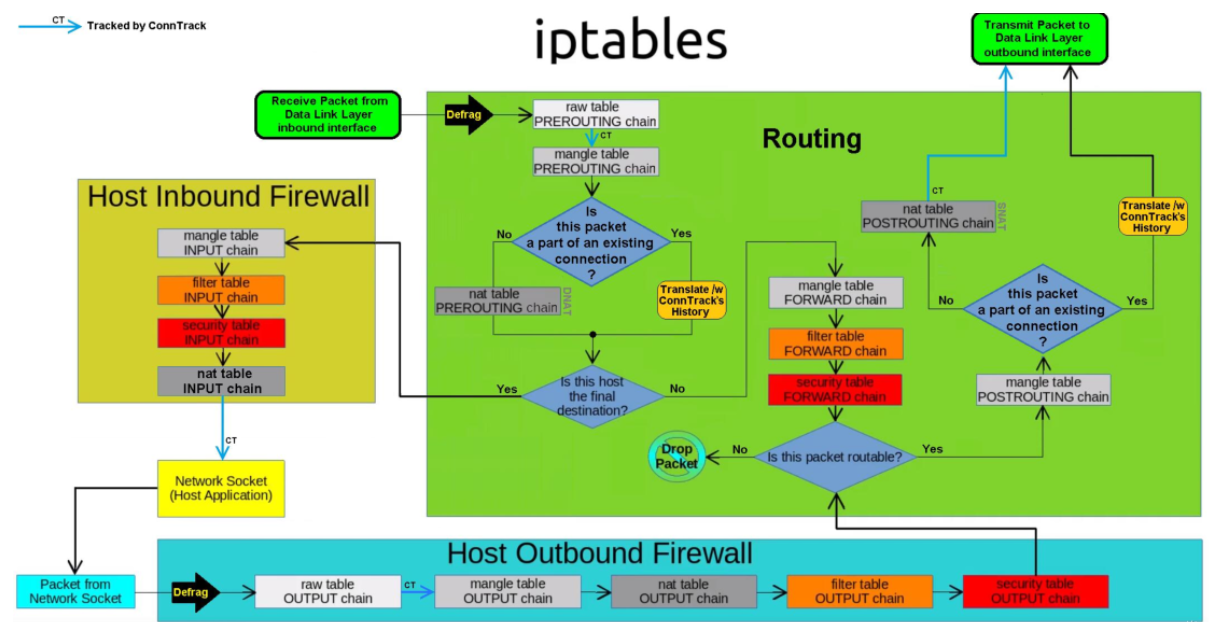 CT
Tracked by ConnTrack
iptables
Transmit Packet to
Data Link Layer
outbound interface
Receive Packet from
Data Link Layer
inbound interface
Defrag
raw table
PREROUTING chain
CT
mangle table
PREROUTING chain
Routing
Is
this packet
a part of an existing
connection
?
No
Yes
nat table
PREROUTING chain
DNAT
Translate /w
ConnTrack's
History
Is this host
the final
destination?
Yes
No
Host Inbound Firewall
mangle table
INPUT chain
filter table
INPUT chain
security table
INPUT chain
nat table
INPUT chain
CT
Network Socket
(Host Application)
mangle table
FORWARD chain
filter table
FORWARD chain
security table
FORWARD chain
Is this packet routable?
No
Yes
Drop
Packet
mangle table
POSTROUTING chain
Is
this packet
a part of an existing
connection
?
No
Yes
nat table
POSTROUTING chain
SNAT
CT
Translate /w
ConnTrack's
History
Host Outbound Firewall
Packet from
Network Socket
Defrag
raw table
OUTPUT chain
CT
mangle table
OUTPUT chain
nat table
OUTPUT chain
filter table
OUTPUT chain
security table
OUTPUT chain